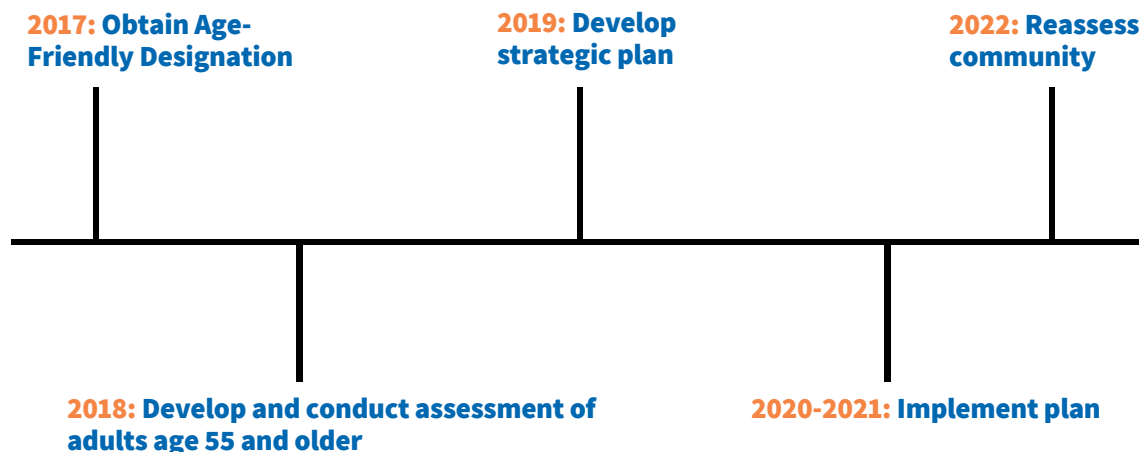 2017: Obtain Age-
Friendly Designation
2019: Develop
strategic plan
2022: Reassess
community
2018: Develop and conduct assessment of
adults age 55 and older
2020-2021: Implement plan